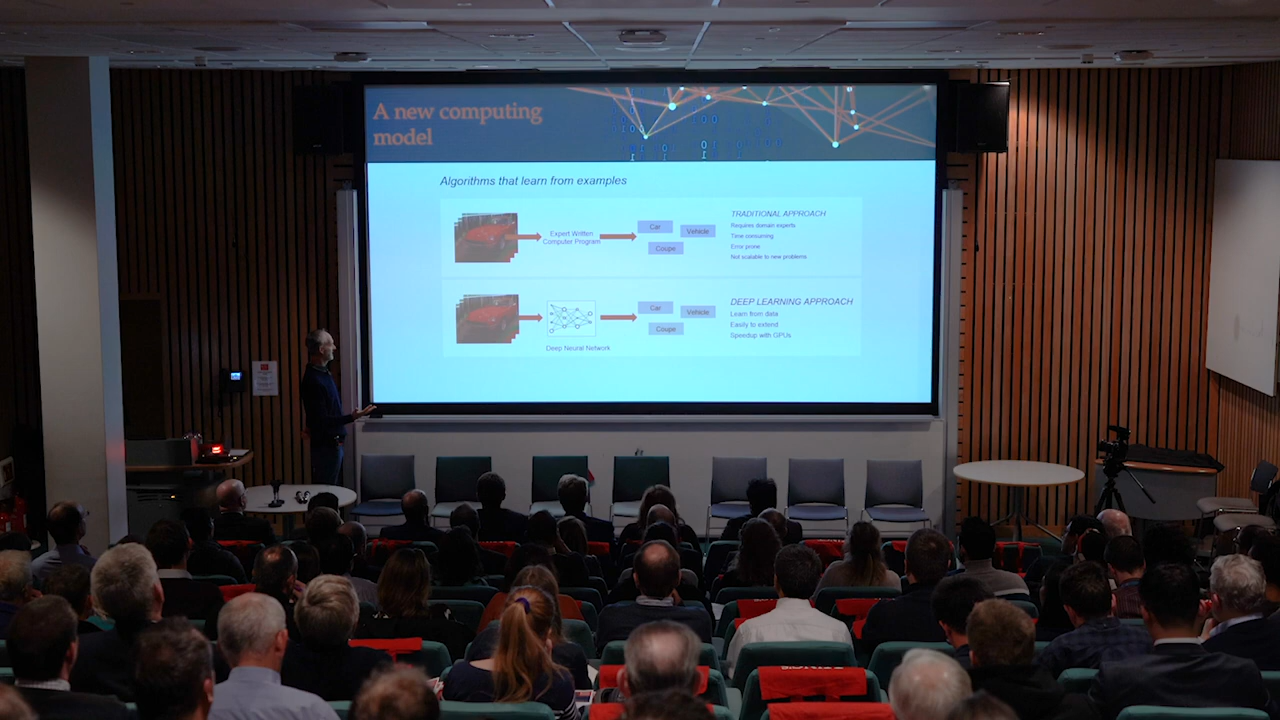 A new computing
model
Algorithms that learn from examples
Expert Written
Computer Program
Car
Vehicle
Coupe
TRADITIONAL APPROACH
Requires domain experts
Time consuming
Error prone
Not scalable to new problems
Deep Neural Network
Car
Vehicle
Coupe
DEEP LEARNING APPROACH
Learn from data
Easily to extend
Speedup with GPUs